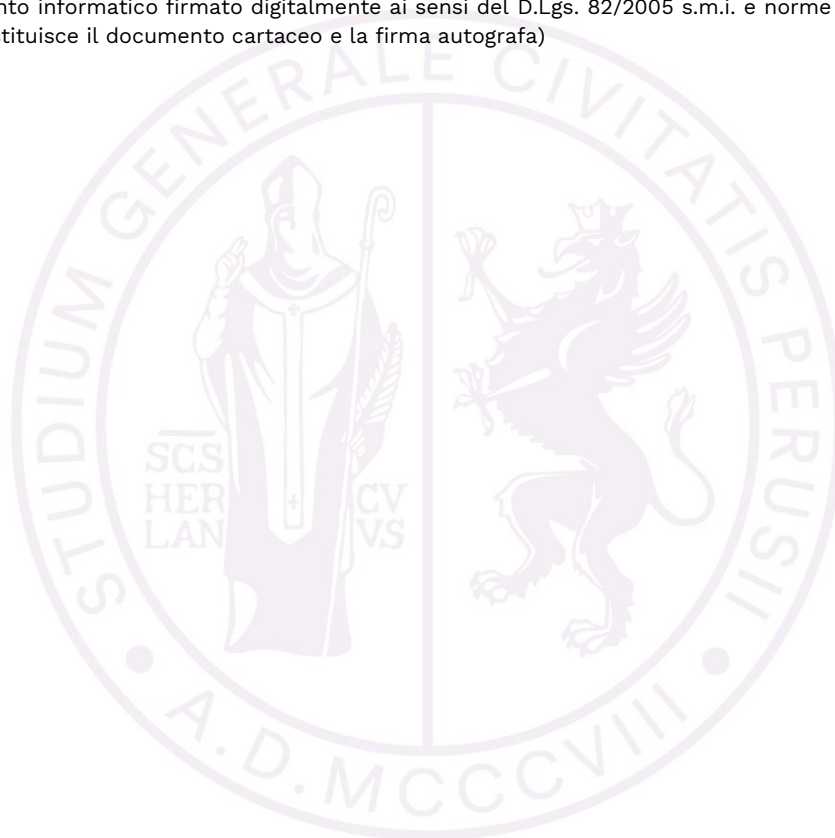 nto informatico firmato digitalmente ai sensi del D.Lgs. 82/2005 s.m.i. e norme
stituisce il documento cartaceo e la firma autografa)
STUDIUM GENERALE CIVITATIS PERUSII
SCS
HER CV
LAN VS
A.D. MCCCVIII